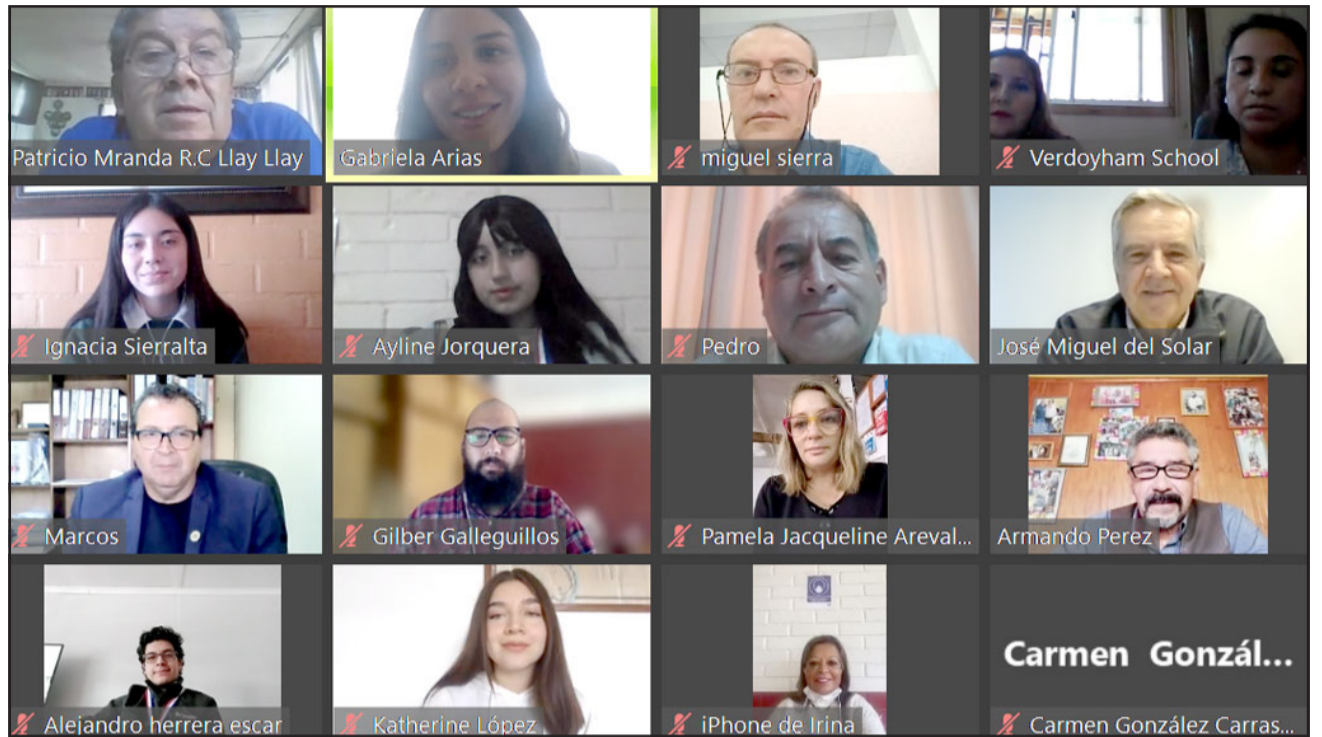 Patricio Mranda R.C Llay Llay
Gabriela Arias
miguel sierra
Verdoyham School
Ignacia Sierralta
Ayline Jorquera
Pedro
José Miguel del Solar
Marcos
Gilber Galleguillos
Pamela Jacqueline Areval...
Armando Perez
Carmen Gonzál...
Alejandro herrera escar
Katherine López
iPhone de Irina
Carmen González Carras...